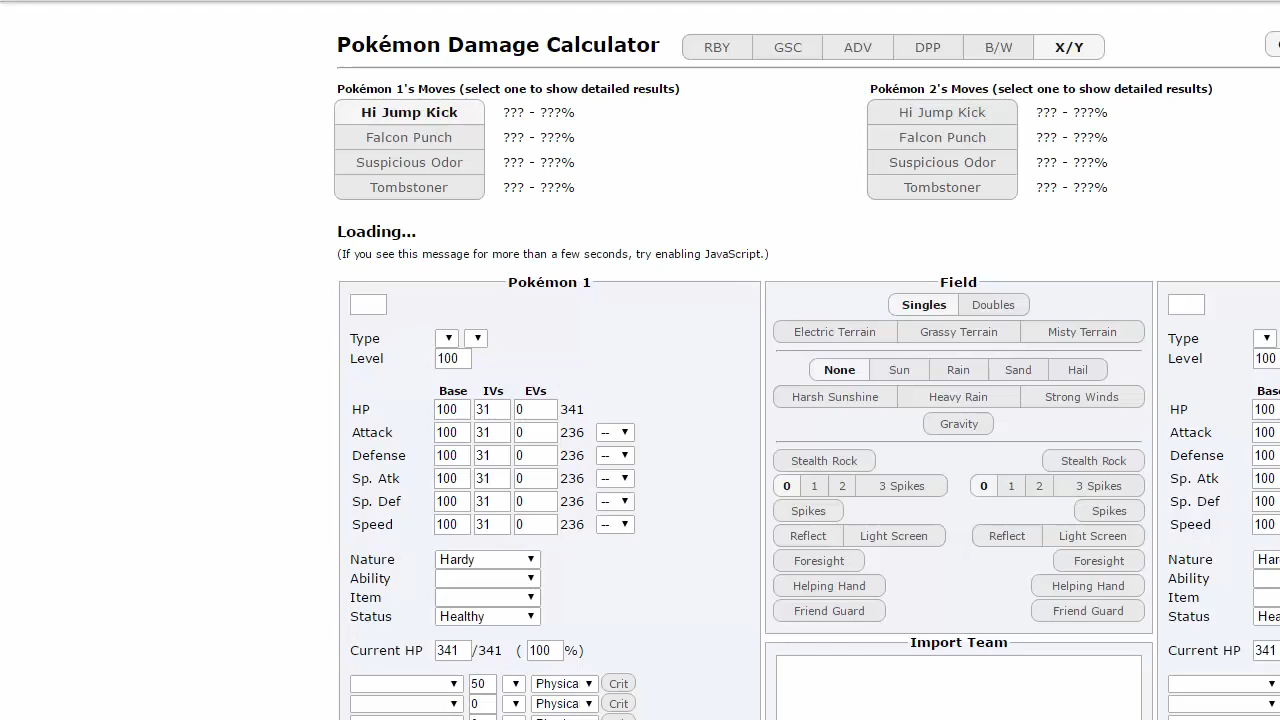 Pokémon Damage Calculator RBY GSC ADV DPP B/W X/Y
Pokémon 1's Moves (select one to show detailed results) Pokémon 2's Moves (select one to show detailed results)
Hi Jump Kick ??? - ???% Hi Jump Kick ??? - ???%
Falcon Punch ??? - ???% Falcon Punch ??? - ???%
Suspicious Odor ??? - ???% Suspicious Odor ??? - ???%
Tombstoner ??? - ???% Tombstoner ??? - ???%
Loading...
(If you see this message for more than a few seconds, try enabling JavaScript.)
Pokémon 1
Type
Level 100
Base IVs EVs
HP 100 31 0 341
Attack 100 31 0 236 --
Defense 100 31 0 236 --
Sp. Atk 100 31 0 236 --
Sp. Def 100 31 0 236 --
Speed 100 31 0 236 --
Nature Hardy
Ability
Item
Status Healthy
Current HP 341 /341 ( 100 %)
50 Physica Crit
0 Physica Crit
Field
Singles Doubles
Electric Terrain Grassy Terrain Misty Terrain
None Sun Rain Sand Hail
Harsh Sunshine Heavy Rain Strong Winds
Gravity
Stealth Rock Stealth Rock
0 1 2 3 Spikes 0 1 2 3 Spikes
Spikes Spikes
Reflect Light Screen Reflect Light Screen
Foresight Foresight
Helping Hand Helping Hand
Friend Guard Friend Guard
Import Team
Type
Level 100
Bas
HP 100
Attack 100
Defense 100
Sp. Atk 100
Sp. Def 100
Speed 100
Nature Har
Ability
Item
Status Hea
Current HP 341